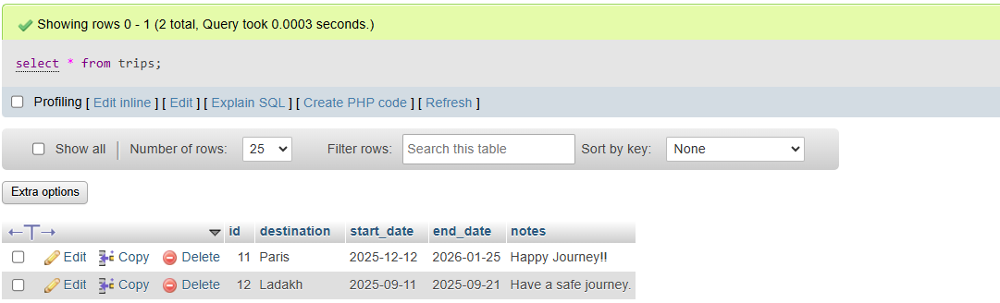 Showing rows 0 - 1 (2 total, Query took 0.0003 seconds.)
select * from trips;
Profiling [ Edit inline ] [ Edit ] [ Explain SQL ] [ Create PHP code ] [ Refresh ]
Show all Number of rows: 25 Filter rows: Search this table Sort by key: None
Extra options
←T→ id destination start_date end_date notes
Edit Copy Delete 11 Paris 2025-12-12 2026-01-25 Happy Journey!!
Edit Copy Delete 12 Ladakh 2025-09-11 2025-09-21 Have a safe journey.